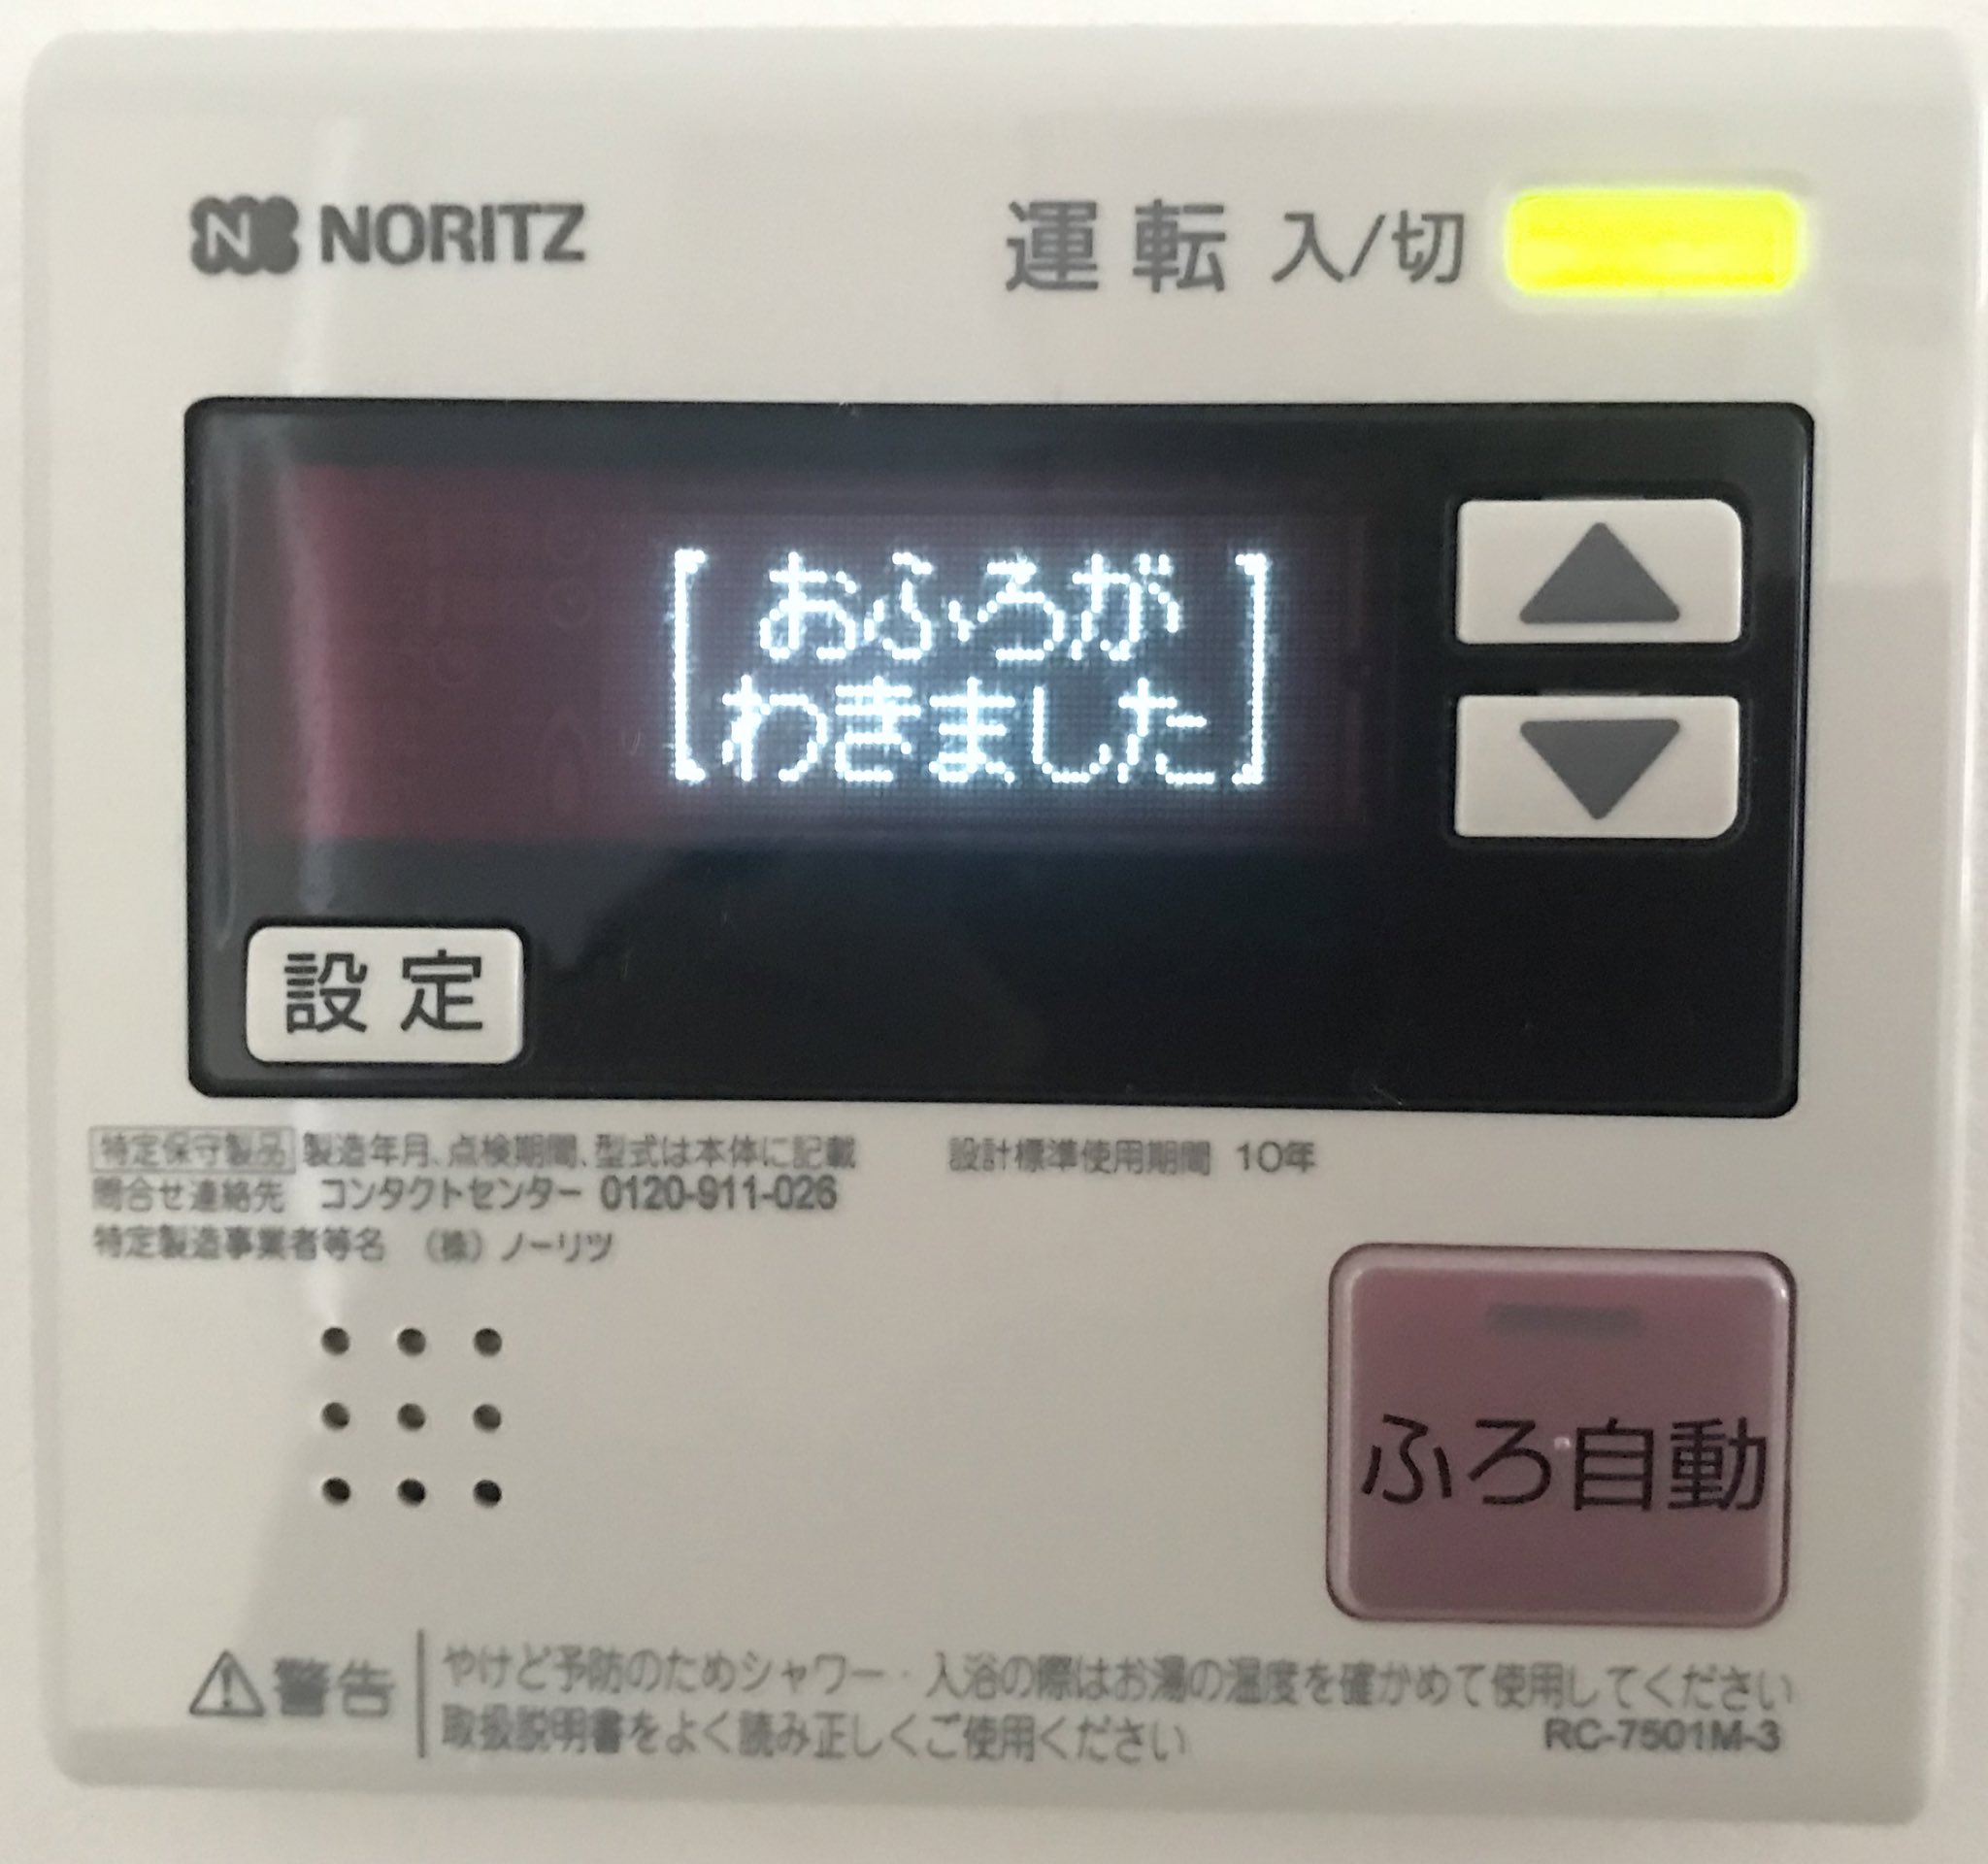 NORITZ
運転 入/切
[おふろが
わきました]
設定
特定保守製品 製造年月、点検期間、型式は本体に記載 設計標準使用期間 10年
問合せ連絡先 コンタクトセンター 0120-911-026
特定製造事業者等名 (株) ノーリツ
ふろ自動
警告 やけど予防のためシャワー・入浴の際はお湯の温度を確かめて使用してください
取扱説明書をよく読み正しくご使用ください
RC-7501M-3